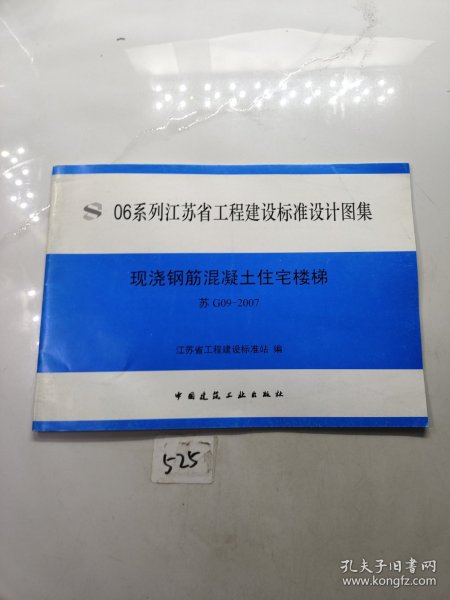 06系列江苏省工程建设标准设计图集
现浇钢筋混凝土住宅楼梯
苏 G09-2007
江苏省工程建设标准站 编
中国建筑工业出版社
525
孔夫子旧书网
www.kongfz.com